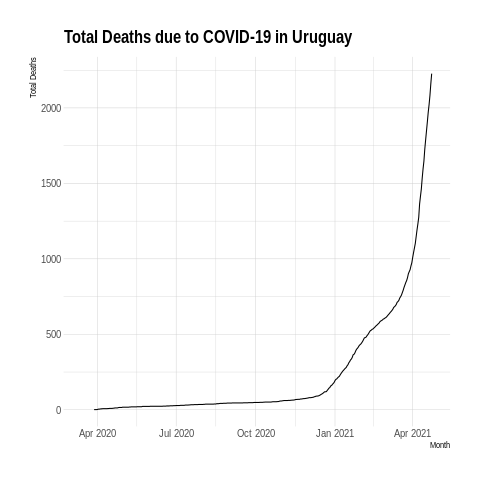 Total Deaths due to COVID-19 in Uruguay
Total Deaths
2000
1500
1000
500
0
Apr 2020 Jul 2020 Oct 2020 Jan 2021 Apr 2021
Month